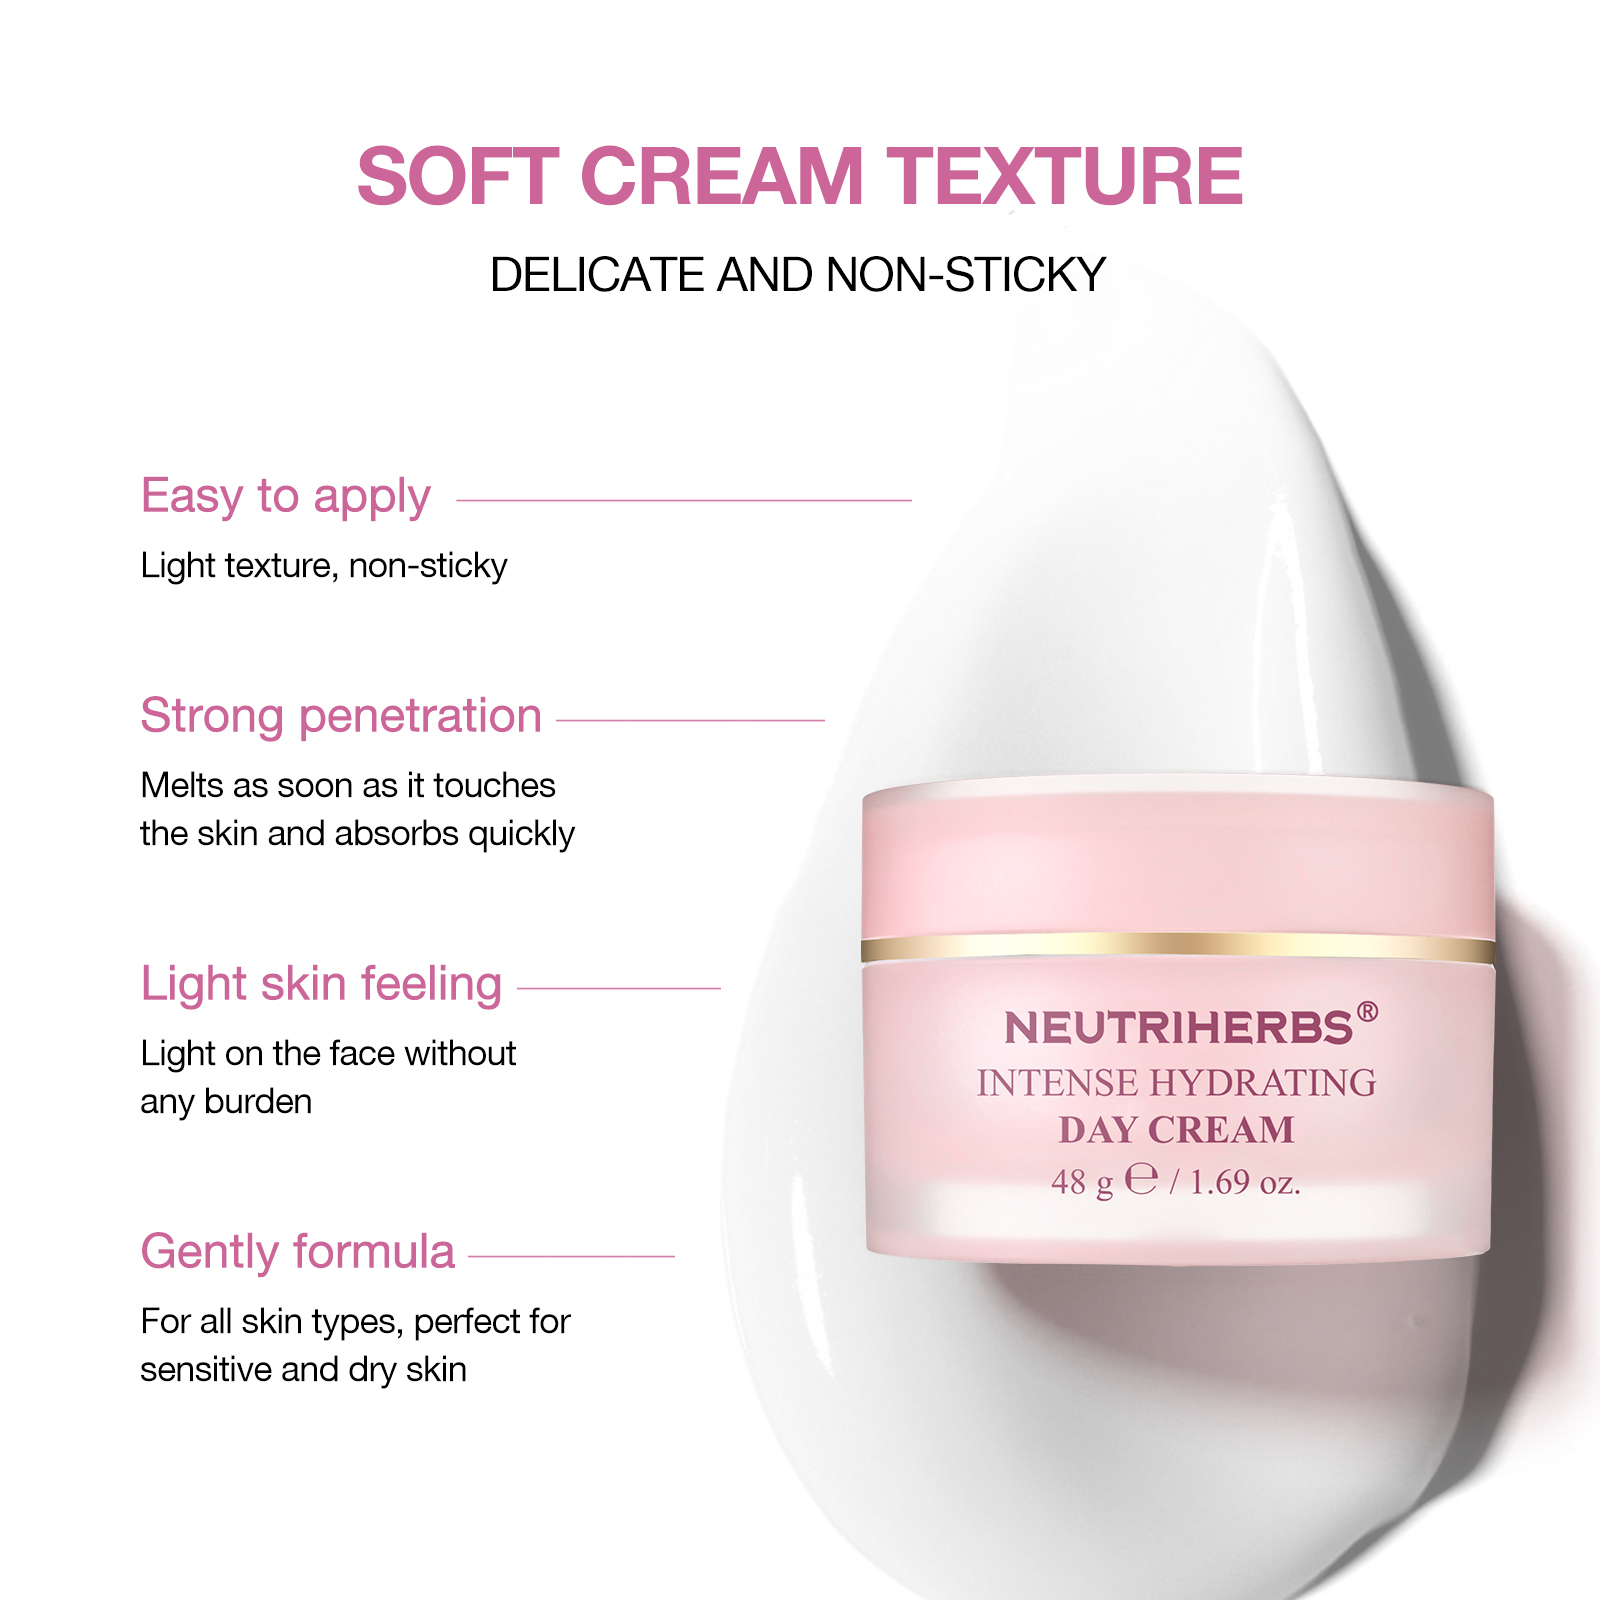 SOFT CREAM TEXTURE
DELICATE AND NON-STICKY
Easy to apply
Light texture, non-sticky
Strong penetration
Melts as soon as it touches
the skin and absorbs quickly
Light skin feeling
Light on the face without
any burden
Gently formula
For all skin types, perfect for
sensitive and dry skin
NEUTRIHERBS®
INTENSE HYDRATING
DAY CREAM
48 g ℮ / 1.69 oz.